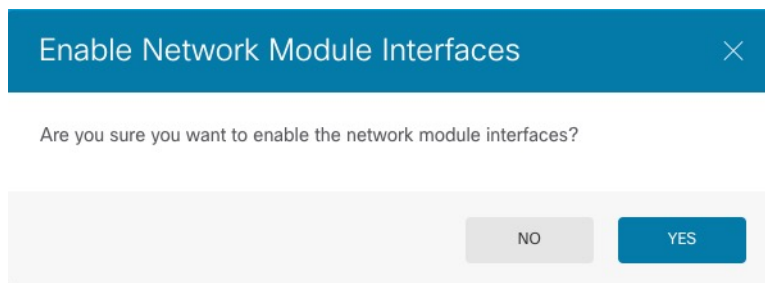 Enable Network Module Interfaces
Are you sure you want to enable the network module interfaces?
NO YES